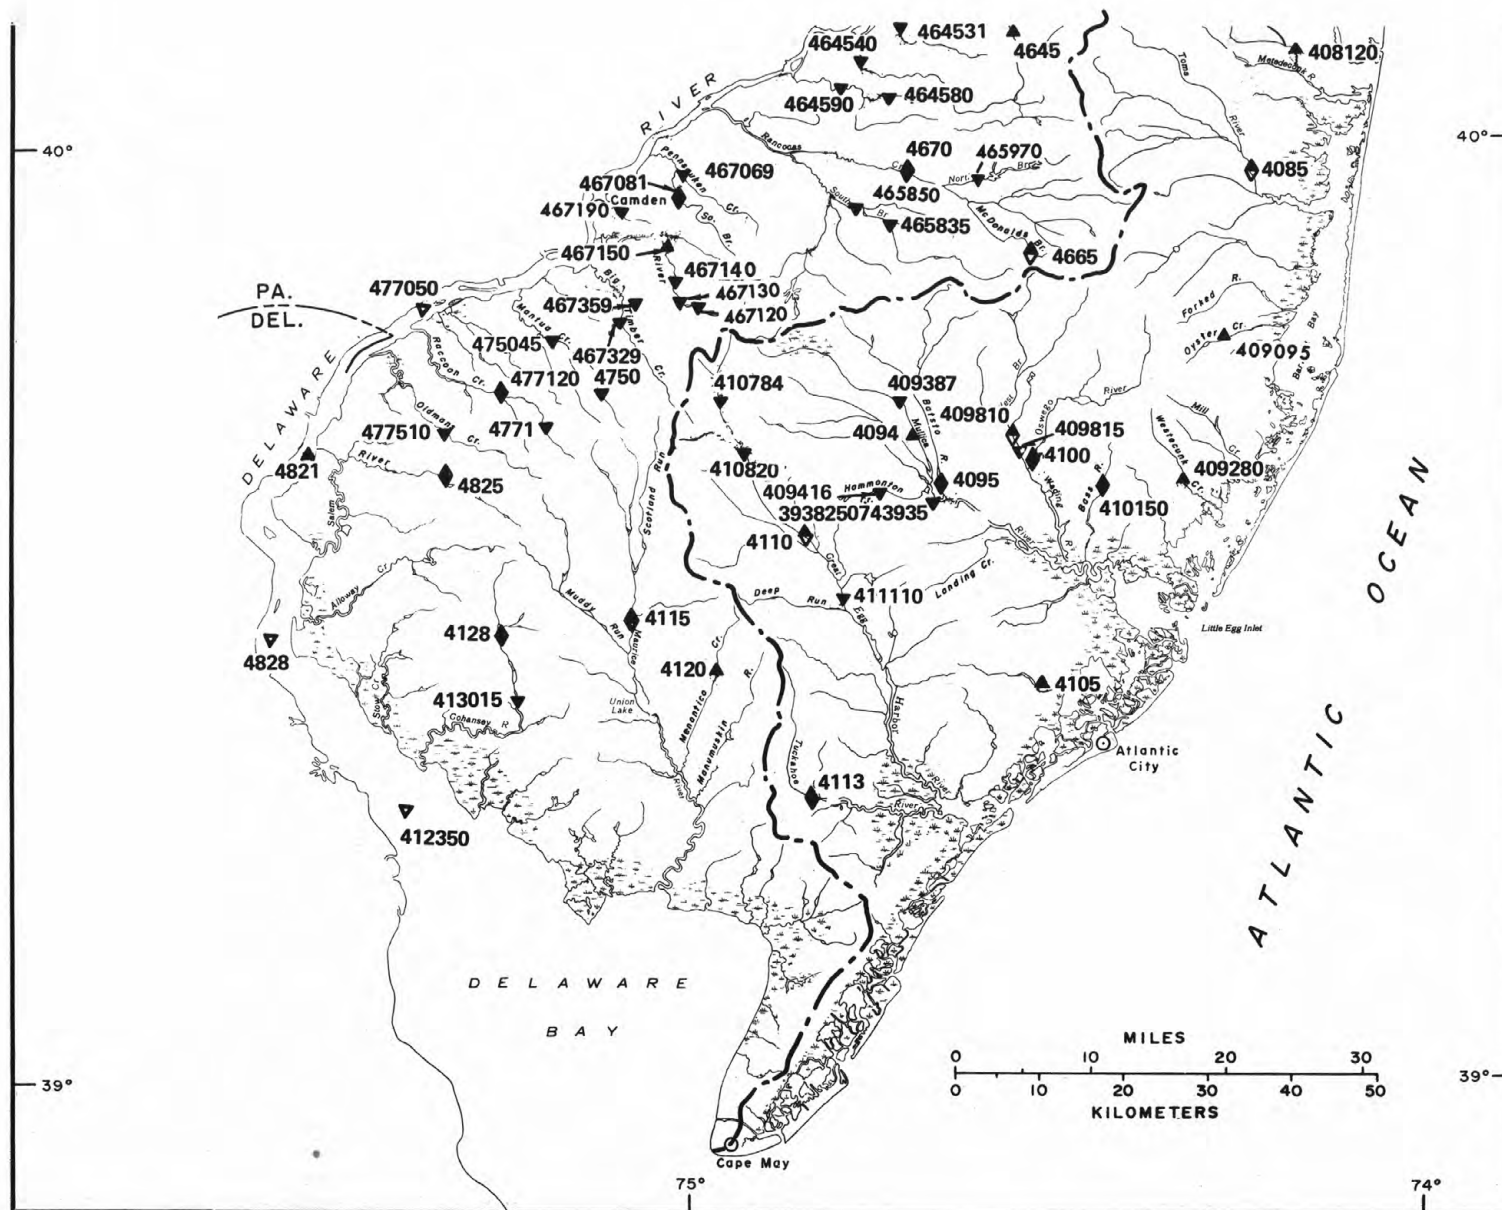 464531
464540
4645
408120
Metedeconk R.
Toms
River
464590
464580
RIVER
40°
40°
Rancocas
Cr.
4670
465970
North
Br.
4085
Pennsauken
Cr.
467069
467081
Camden
465850
467190
So.
Br.
South
Br.
465835
McDonalds
Br.
4665
467150
River
467140
467130
467120
PA.
DEL.
477050
Big
Timber
Cr.
467359
Mantua
Cr.
475045
467329
Forked
R.
Oyster
Cr.
409095
Bay
DELAWARE
Raccoon
Cr.
477120
4750
410784
409387
Batsto
R.
Mullica
409810
Br.
Oswego
River
409815
Mill
Cr.
Oldmans
Cr.
477510
4771
4094
4100
Westecunk
Cr.
409280
4821
River
4825
Salem
Scotland
Run
410820
409416
Hammonton
4095
3938250743935
Wading
R.
Bass
R.
410150
4110
Great
Egg
Harbor
River
River
Landing Cr.
Alloway
Cr.
Muddy
Run
Deep
Run
411110
4115
Maurice
River
4128
Little Egg Inlet
4828
Stow Cr.
413015
Cohansey
R
Union
Lake
4120
Menantico
Cr.
Manumuskin
R.
4105
Atlantic
City
Tuckahoe
River
4113
412350
ATLANTIC
OCEAN
DELAWARE
BAY
MILES
0 10 20 30
0 10 20 30 40 50
KILOMETERS
39°
39°
Cape May
75°
74°